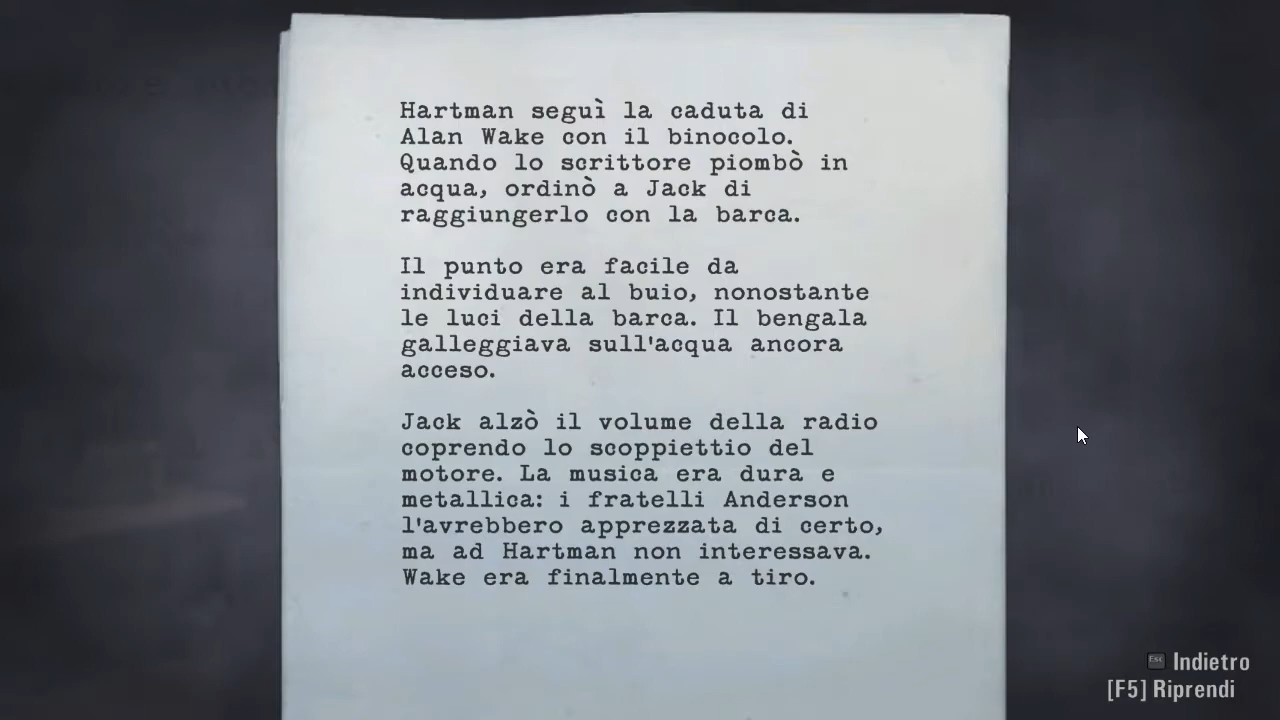 Hartman seguì la caduta di
Alan Wake con il binocolo.
Quando lo scrittore piombò in
acqua, ordinò a Jack di
raggiungerlo con la barca.
Il punto era facile da
individuare al buio, nonostante
le luci della barca. Il bengala
galleggiava sull'acqua ancora
acceso.
Jack alzò il volume della radio
coprendo lo scoppiettio del
motore. La musica era dura e
metallica: i fratelli Anderson
l'avrebbero apprezzata di certo,
ma ad Hartman non interessava.
Wake era finalmente a tiro.
Esc Indietro
[F5] Riprendi